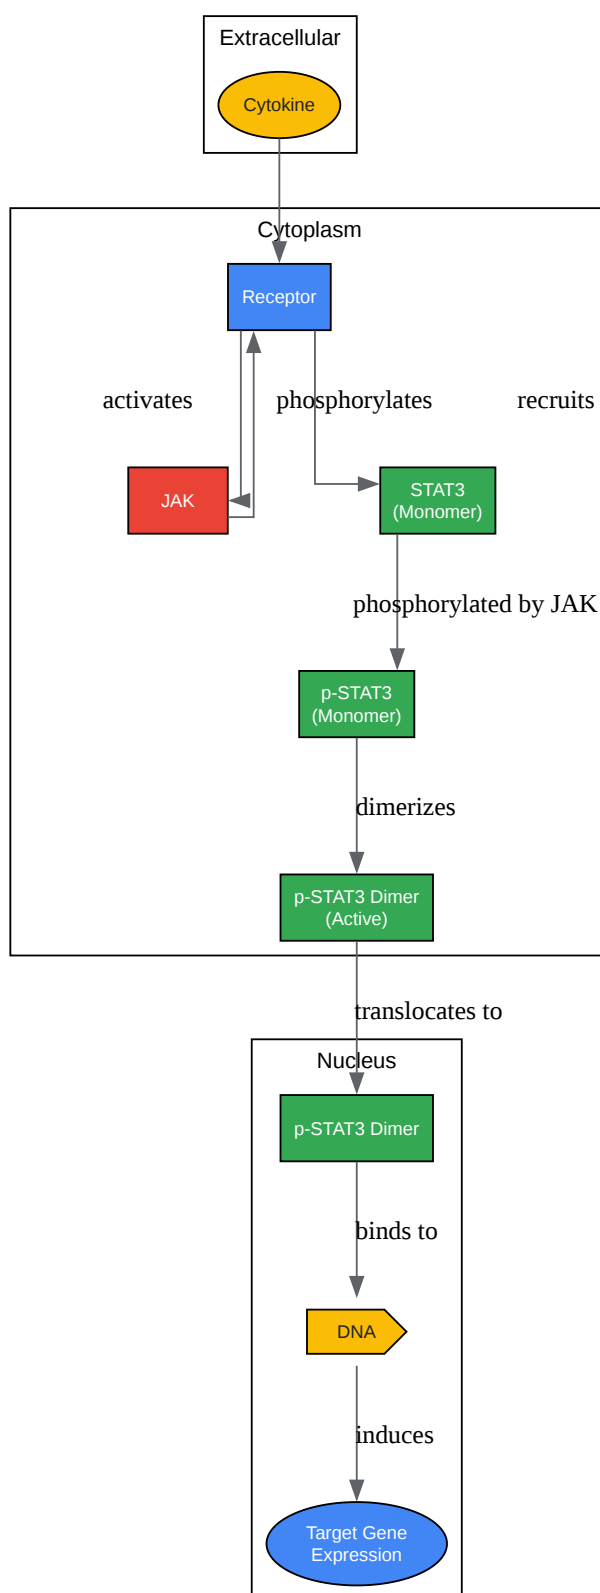 Extracellular
Cytokine
Cytoplasm
Receptor
activates
phosphorylates
recruits
JAK
STAT3
(Monomer)
phosphorylated by JAK
p-STAT3
(Monomer)
dimerizes
p-STAT3 Dimer
(Active)
translocates to
Nucleus
p-STAT3 Dimer
binds to
DNA
induces
Target Gene
Expression